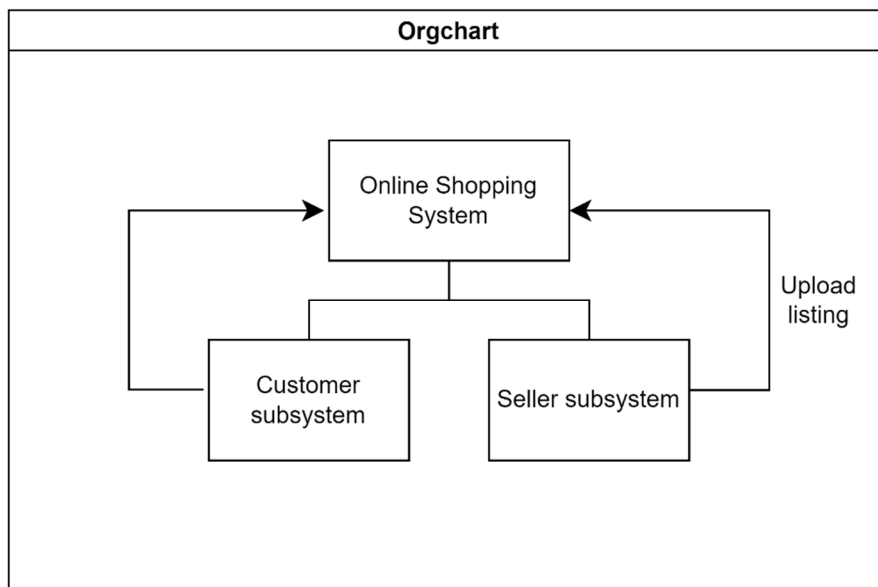 Orgchart
Online Shopping
System
Upload
listing
Customer
subsystem
Seller subsystem